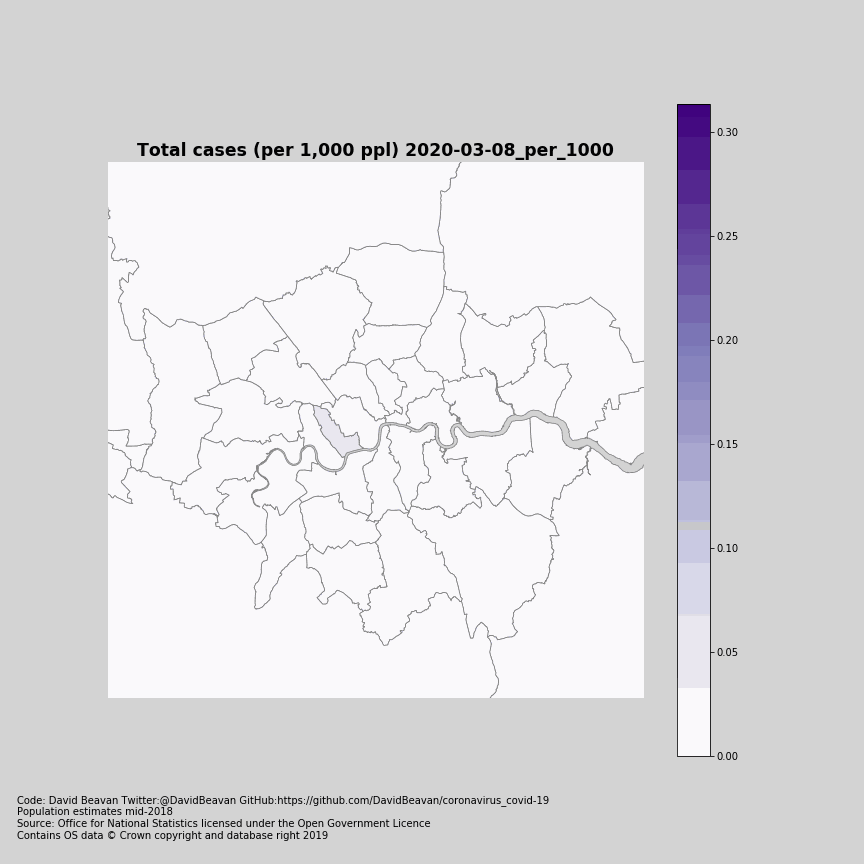 Total cases (per 1,000 ppl) 2020-03-08_per_1000
0.30
0.25
0.20
0.15
0.10
0.05
0.00
Code: David Beavan Twitter:@DavidBeavan GitHub:https://github.com/DavidBeavan/coronavirus_covid-19
Population estimates mid-2018
Source: Office for National Statistics licensed under the Open Government Licence
Contains OS data © Crown copyright and database right 2019